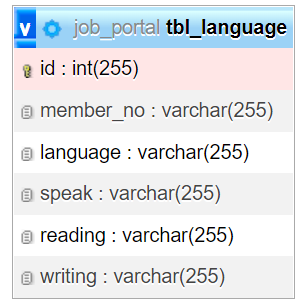 v job_portal tbl_language
id : int(255)
member_no : varchar(255)
language : varchar(255)
speak : varchar(255)
reading : varchar(255)
writing : varchar(255)